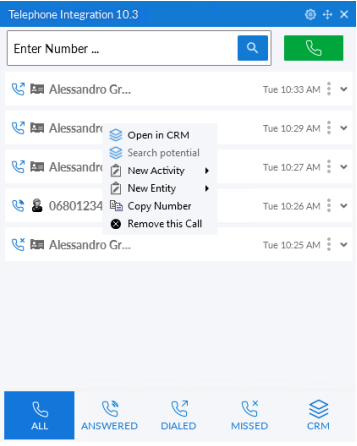 Telephone Integration 10.3
Enter Number ...
Alessandro Gr... Tue 10:33 AM
Tue 10:29 AM
Tue 10:27 AM
06801234 Tue 10:26 AM
Alessandro Gr... Tue 10:25 AM
Open in CRM
Search potential
New Activity
New Entity
Copy Number
Remove this Call
ALL ANSWERED DIALED MISSED CRM